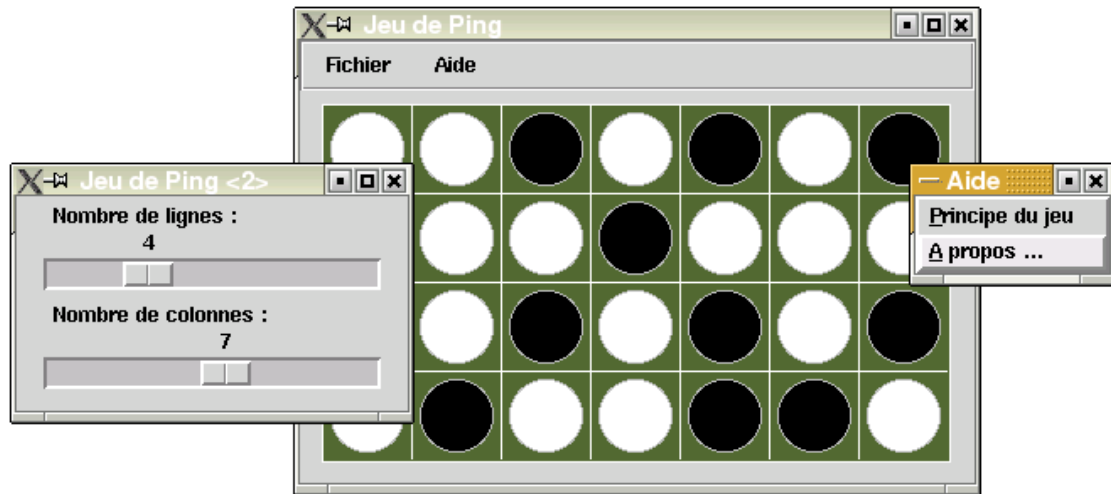 Jeu de Ping
Fichier Aide
Jeu de Ping <2>
Nombre de lignes :
4
Nombre de colonnes :
7
Aide
Principe du jeu
A propos ...